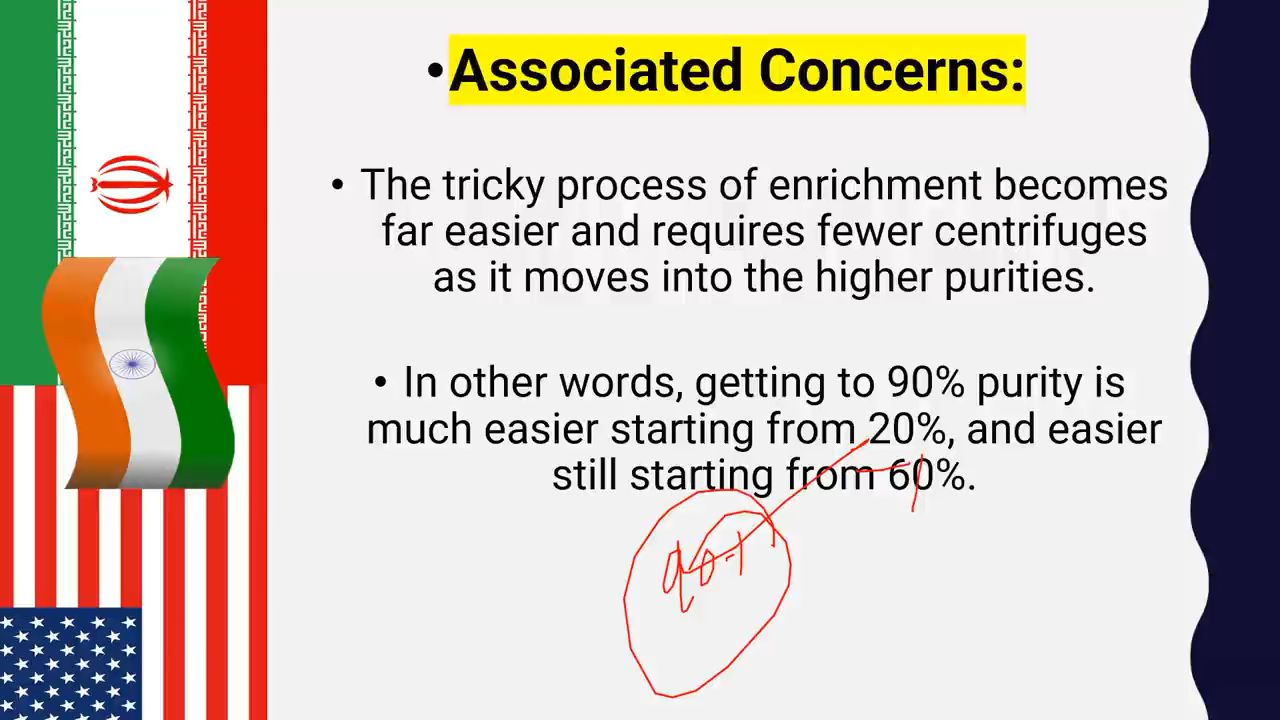 •Associated Concerns:
• The tricky process of enrichment becomes
far easier and requires fewer centrifuges
as it moves into the higher purities.
• In other words, getting to 90% purity is
much easier starting from 20%, and easier
still starting from 60%.